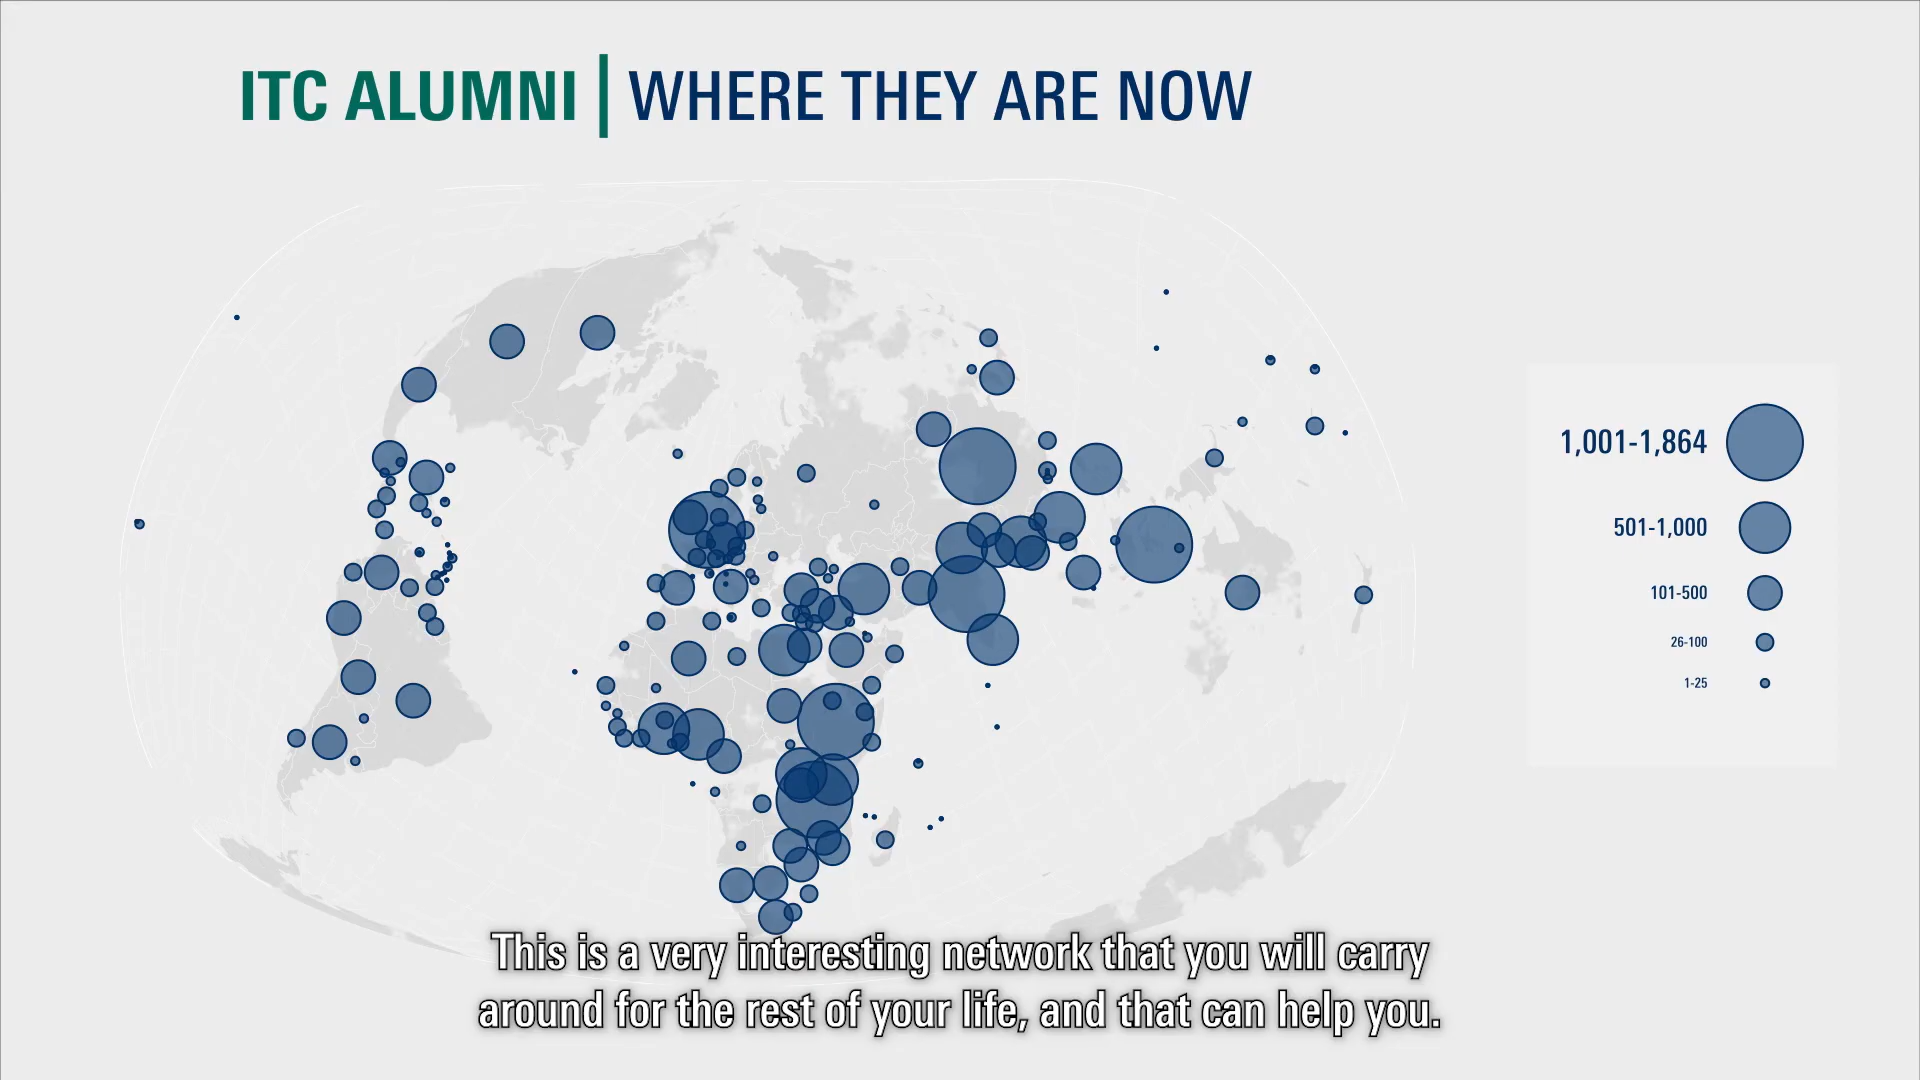 ITC ALUMNI | WHERE THEY ARE NOW
1,001-1,864
501-1,000
101-500
26-100
1-25
This is a very interesting network that you will carry
around for the rest of your life, and that can help you.